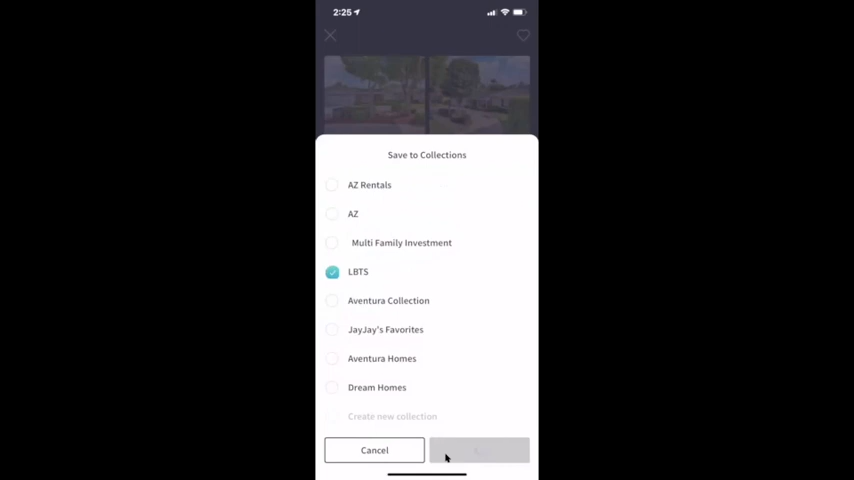 2:25
Save to Collections
AZ Rentals
AZ
Multi Family Investment
LBTS
Aventura Collection
JayJay's Favorites
Aventura Homes
Dream Homes
Create new collection
Cancel